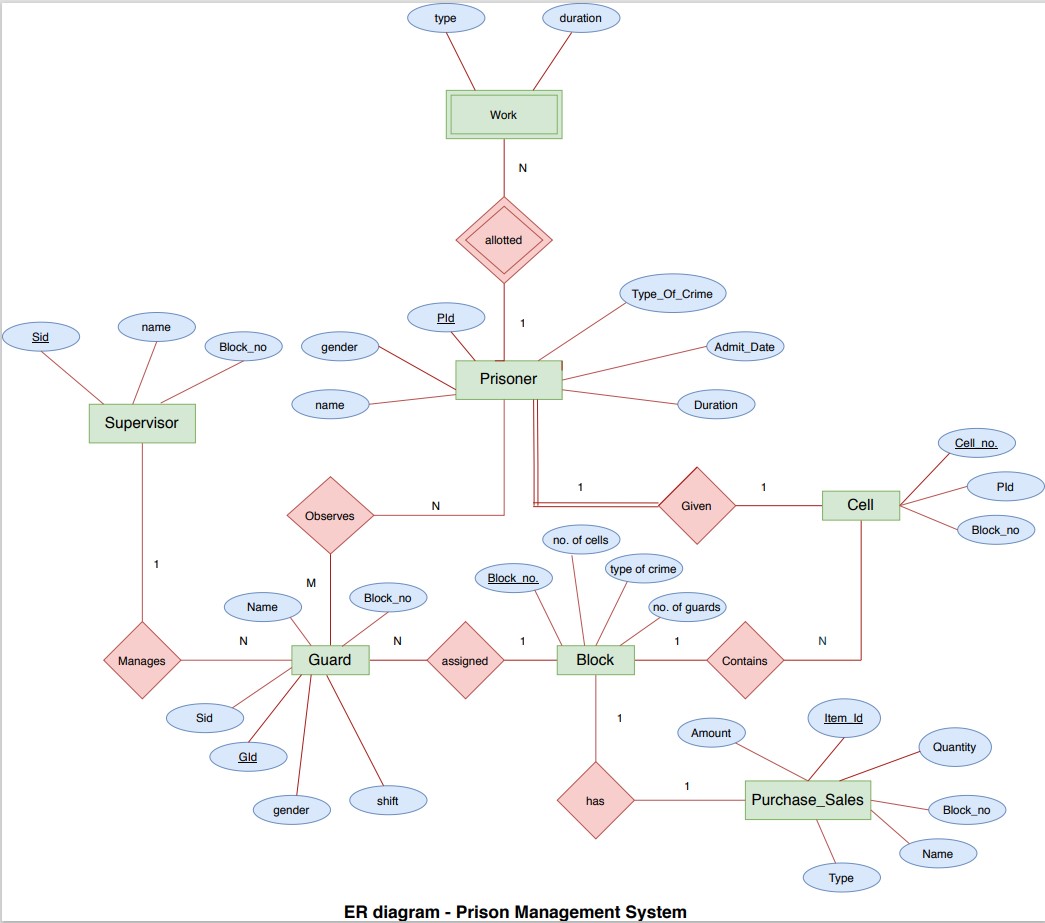 type
duration
Work
N
allotted
1
Type_Of_Crime
PId
gender
Admit_Date
Prisoner
name
Duration
Sid
name
Block_no
Supervisor
Cell_no.
PId
Block_no
Cell
1
Given
1
N
Observes
M
1
no. of cells
Block_no.
type of crime
no. of guards
Name
Block_no
Manages
N
Guard
N
assigned
1
Block
1
Contains
N
Sid
GId
gender
shift
1
has
1
Amount
Item_Id
Quantity
Purchase_Sales
Block_no
Name
Type
ER diagram - Prison Management System